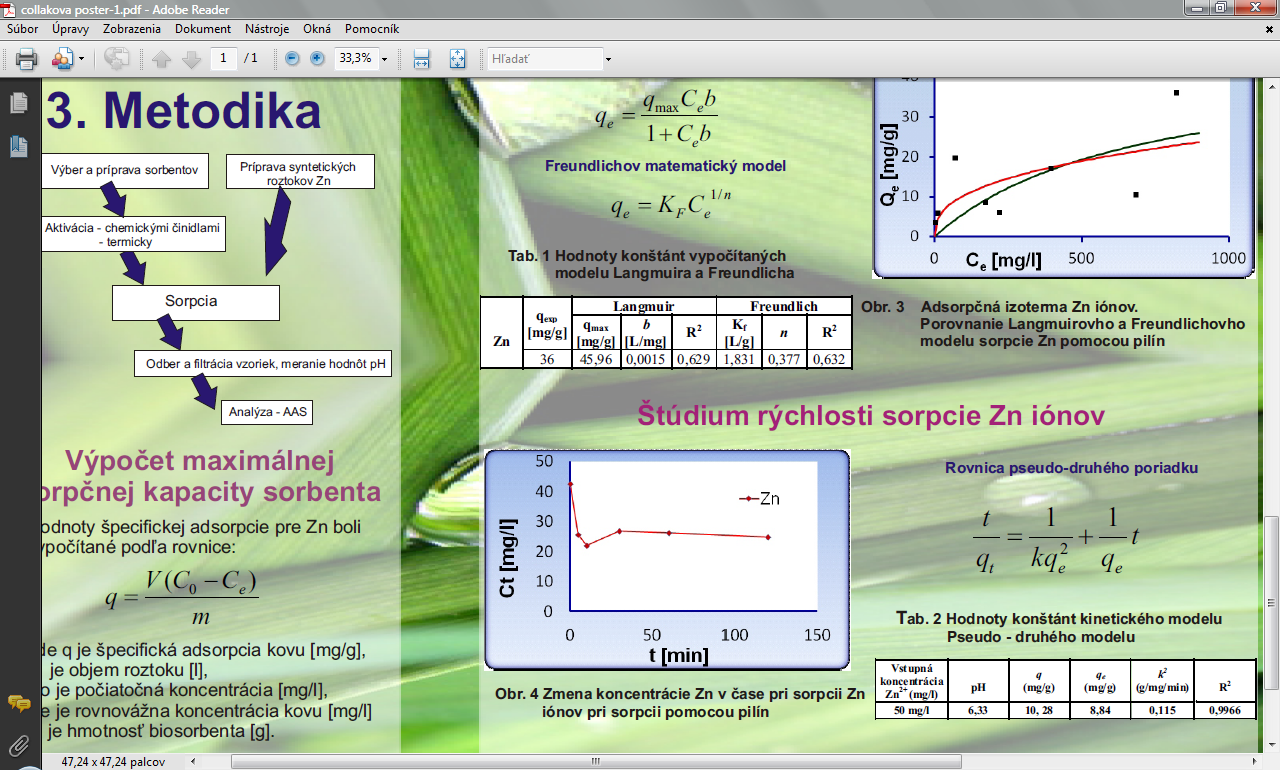 collakova poster-1.pdf - Adobe Reader
Súbor Úpravy Zobrazenia Dokument Nástroje Okná Pomocník
1 / 1 33,3% Hľadať
3. Metodika
Výber a príprava sorbentov
Príprava syntetických
roztokov Zn
Aktivácia - chemickými činidlami
- termicky
Sorpcia
Odber a filtrácia vzoriek, meranie hodnôt pH
Analýza - AAS
Výpočet maximálnej
orpčnej kapacity sorbenta
odnoty špecifickej adsorpcie pre Zn boli
ypočítané podľa rovnice:
q = V(C0 − Ce) / m
de q je špecifická adsorpcia kovu [mg/g],
je objem roztoku [l],
o je počiatočná koncentrácia [mg/l],
e je rovnovážna koncentrácia kovu [mg/l]
je hmotnosť biosorbenta [g].
qe = qmax Ce b / 1 + Ce b
Freundlichov matematický model
qe = KF Ce^1/n
Tab. 1 Hodnoty konštánt vypočítaných
modelu Langmuira a Freundlicha
Zn qexp [mg/g] Langmuir Freundlich
qmax [mg/g] b [L/mg] R² Kf [L/g] n R²
36 45,96 0,0015 0,629 1,831 0,377 0,632
Qe [mg/g]
40
30
20
10
0
0 500 1000
Ce [mg/l]
Obr. 3 Adsorpčná izoterma Zn iónov.
Porovnanie Langmuirovho a Freundlichovho
modelu sorpcie Zn pomocou pilín
Štúdium rýchlosti sorpcie Zn iónov
Ct [mg/l]
50
40
30
20
10
0
Zn
0 50 100 150
t [min]
Obr. 4 Zmena koncentrácie Zn v čase pri sorpcii Zn
iónov pri sorpcii pomocou pilín
Rovnica pseudo-druhého poriadku
t / qt = 1 / kqe² + 1 / qe t
Tab. 2 Hodnoty konštánt kinetického modelu
Pseudo - druhého modelu
Vstupná koncentrácia Zn²⁺ (mg/l) pH q (mg/g) qe (mg/g) k² (g/mg/min) R²
50 mg/l 6,33 10, 28 8,84 0,115 0,9966
47,24 x 47,24 palcov